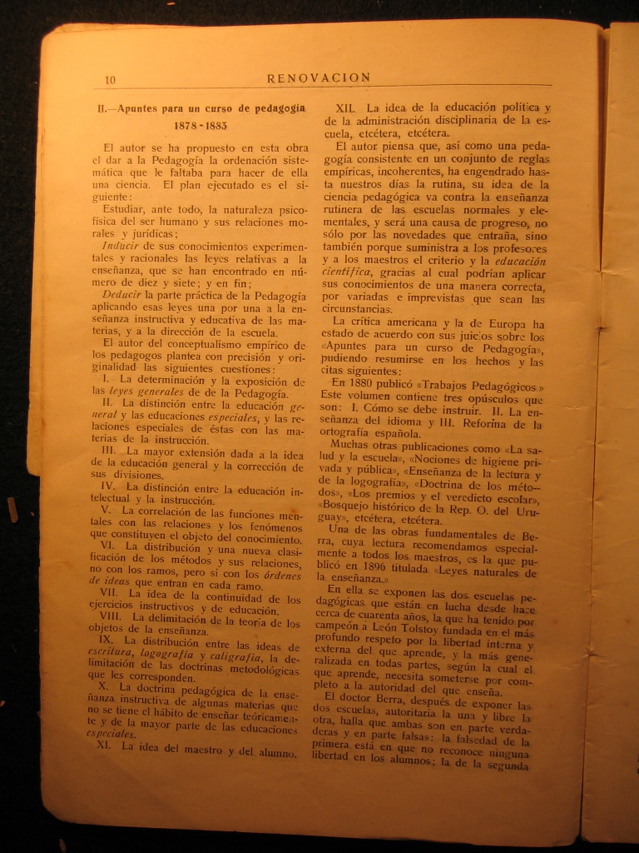 10
RENOVACION
II.—Apuntes para un curso de pedagogía
1878-1883
El autor se ha propuesto en esta obra
el dar a la Pedagogía la ordenación siste-
mática que le faltaba para hacer de ella
una ciencia. El plan ejecutado es el si-
guiente:
Estudiar, ante todo, la naturaleza psico-
física del ser humano y sus relaciones mo-
rales y jurídicas;
Inducir de sus conocimientos experimen-
tales y racionales las leyes relativas a la
enseñanza, que se han encontrado en nú-
mero de diez y siete; y en fin;
Deducir la parte práctica de la Pedagogía
aplicando esas leyes una por una a la en-
señanza instructiva y educativa de las ma-
terias, y a la dirección de la escuela.
El autor del conceptualismo empírico de
los pedagogos plantea con precisión y ori-
ginalidad las siguientes cuestiones:
I. La determinación y la exposición de
las leyes generales de de la Pedagogía.
II. La distinción entre la educación ge-
neral y las educaciones especiales, y las re-
laciones especiales de éstas con las ma-
terias de la instrucción.
III. La mayor extensión dada a la idea
de la educación general y la corrección de
sus divisiones.
IV. La distinción entre la educación in-
telectual y la instrucción.
V. La correlación de las funciones men-
tales con las relaciones y los fenómenos
que constituyen el objeto del conocimiento.
VI. La distribución y una nueva clasi-
ficación de los métodos y sus relaciones,
no con los ramos, pero sí con los órdenes
de ideas que entran en cada ramo.
VII. La idea de la continuidad de los
ejercicios instructivos y de educación.
VIII. La delimitación de la teoría de los
objetos de la enseñanza.
IX. La distribución entre las ideas de
escritura, logografía y caligrafía, la de-
limitación de las doctrinas metodológicas
que les corresponden.
X. La doctrina pedagógica de la ense-
ñanza instructiva de algunas materias que
no se tiene el hábito de enseñar teóricamen-
te y de la mayor parte de las educaciones
especiales.
XI. La idea del maestro y del alumno.
XII. La idea de la educación política y
de la administración disciplinaria de la es-
cuela, etcétera, etcétera.
El autor piensa que, así como una peda-
gogía consistente en un conjunto de reglas
empíricas, incoherentes, ha engendrado has-
ta nuestros días la rutina, su idea de la
ciencia pedagógica va contra la enseñanza
rutinera de las escuelas normales y ele-
mentales, y será una causa de progreso, no
sólo por las novedades que entraña, sino
también porque suministra a los profesores
y a los maestros el criterio y la educación
científica, gracias al cual podrían aplicar
sus conocimientos de una manera correcta,
por variadas e imprevistas que sean las
circunstancias.
La crítica americana y la de Europa ha
estado de acuerdo con sus juicios sobre los
«Apuntes para un curso de Pedagogía»,
pudiendo resumirse en los hechos y las
citas siguientes:
En 1880 publicó «Trabajos Pedagógicos»
Este volumen contiene tres opúsculos que
son: I. Cómo se debe instruir. II. La en-
señanza del idioma y III. Reforma de la
ortografía española.
Muchas otras publicaciones como «La sa-
lud y la escuela», «Nociones de higiene pri-
vada y pública», «Enseñanza de la lectura y
de la logografía», «Doctrina de los méto-
dos», «Los premios y el veredicto escolar»,
«Bosquejo histórico de la Rep. O. del Uru-
guay», etcétera, etcétera.
Una de las obras fundamentales de Be-
rra, cuya lectura recomendamos especial-
mente a todos los maestros, es la que pu-
blicó en 1896 titulada «Leyes naturales de
la enseñanza.»
En ella se exponen las dos escuelas pe-
dagógicas que están en lucha desde hace
cerca de cuarenta años, la que ha tenido por
campeón a León Tolstoy fundada en el más
profundo respeto por la libertad interna y
externa del que aprende, y la más gene-
ralizada en todas partes, según la cual el
que aprende, necesita someterse por com-
pleto a la autoridad del que enseña.
El doctor Berra, después de exponer las
dos escuelas, autoritaria la una y libre la
otra, halla que ambas son en parte verda-
deras y en parte falsas: la falsedad de la
primera está en que no reconoce ninguna
libertad en los alumnos; la de la segunda